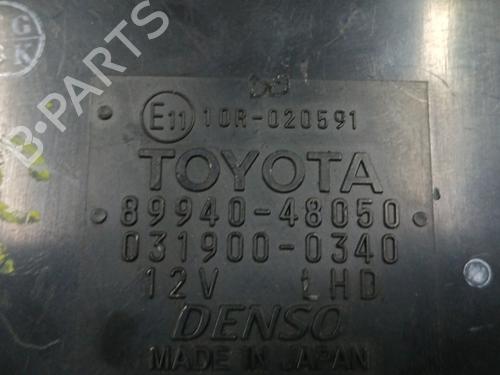 G
K
E11 10R-020591
TOYOTA
89940-48050
031900-0340
12V LHD
DENSO
MADE IN JAPAN
B-PARTS